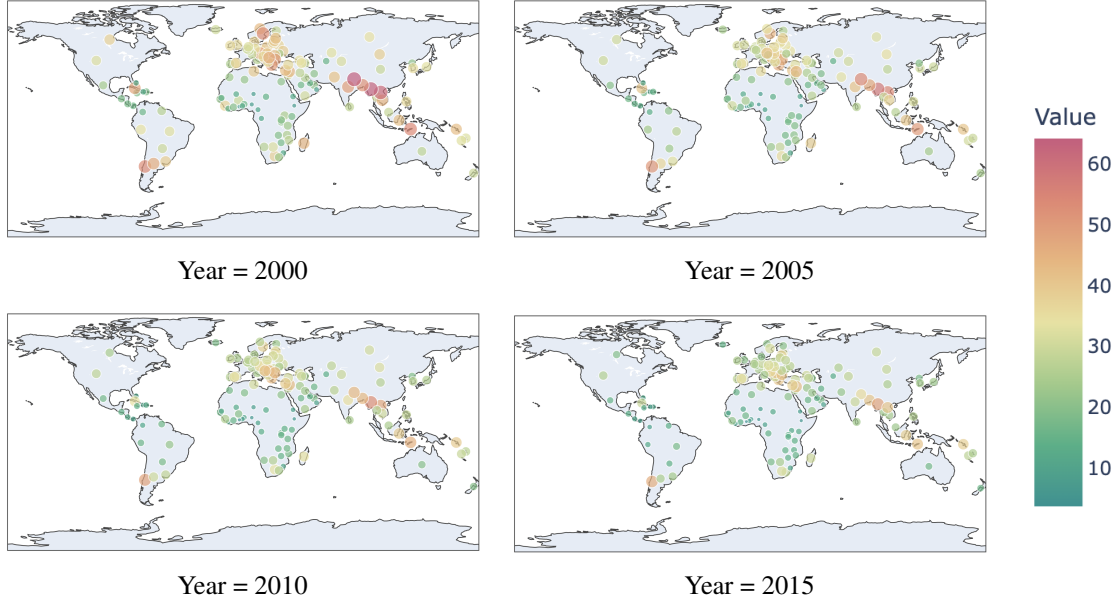 Value
60
50
40
30
20
10
Year = 2000
Year = 2005
Year = 2010
Year = 2015